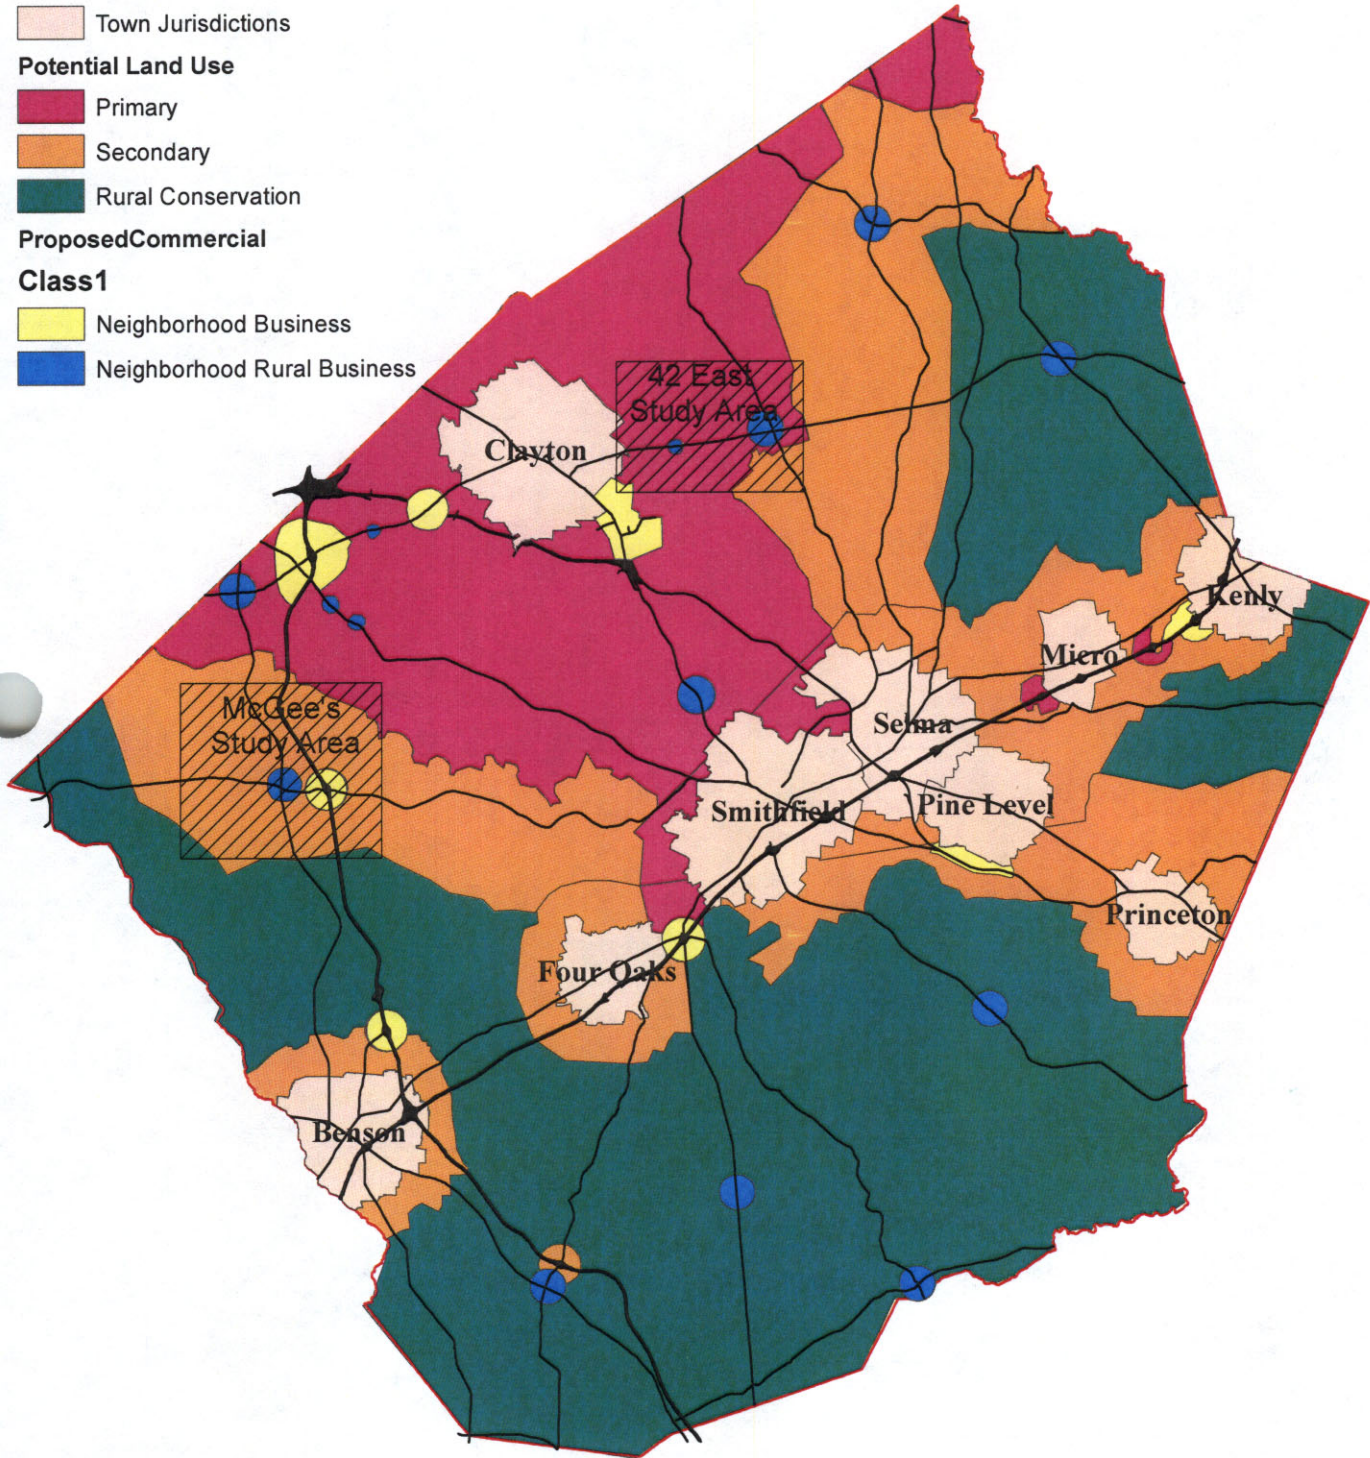 Town Jurisdictions
Potential Land Use
Primary
Secondary
Rural Conservation
ProposedCommercial
Class1
Neighborhood Business
Neighborhood Rural Business
42 East
Study Area
Clayton
Kenly
Micro
McGee's
Study Area
Selma
Smithfield
Pine Level
Princeton
Four Oaks
Benson